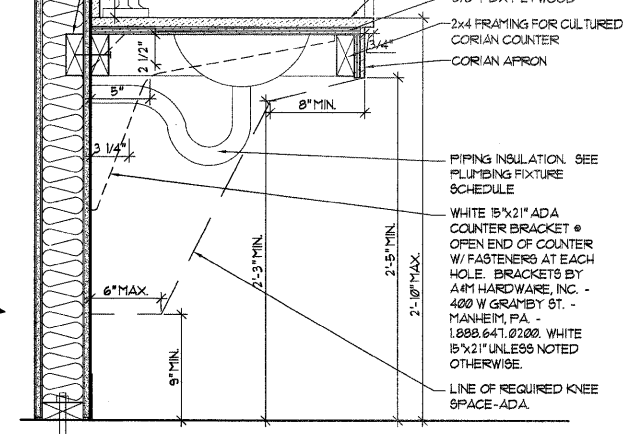 2x4 FRAMING FOR CULTURED
CORIAN COUNTER
3/4"
CORIAN APRON
2 1/2"
5"
8" MIN.
3 1/4"
PIPING INSULATION. SEE
PLUMBING FIXTURE
SCHEDULE
WHITE 15"x21" ADA
COUNTER BRACKET @
OPEN END OF COUNTER
W/ FASTENERS AT EACH
HOLE. BRACKETS BY
A&M HARDWARE, INC. -
400 W GRAMBY ST. -
MANHEIM, PA. -
1.888.647.0200. WHITE
15"x21" UNLESS NOTED
OTHERWISE.
2'-3" MIN.
2'-5" MIN.
2'-10" MAX.
6" MAX.
9" MIN.
LINE OF REQUIRED KNEE
SPACE-ADA.